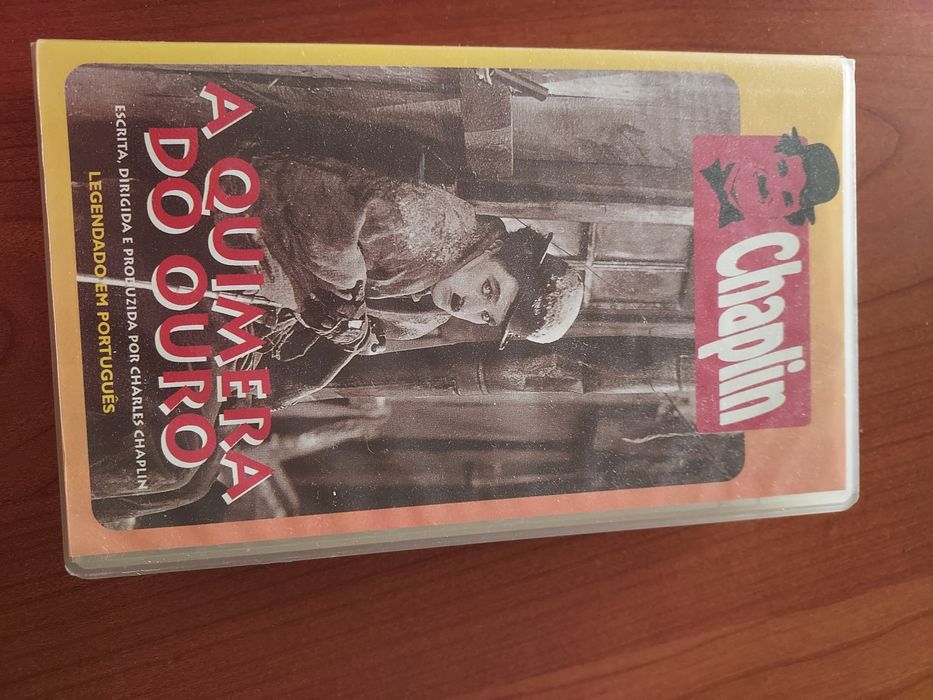 Chaplin
A QUIMERA
DO OURO
ESCRITA, DIRIGIDA E PRODUZIDA POR CHARLES CHAPLIN
LEGENDADO EM PORTUGUÊS